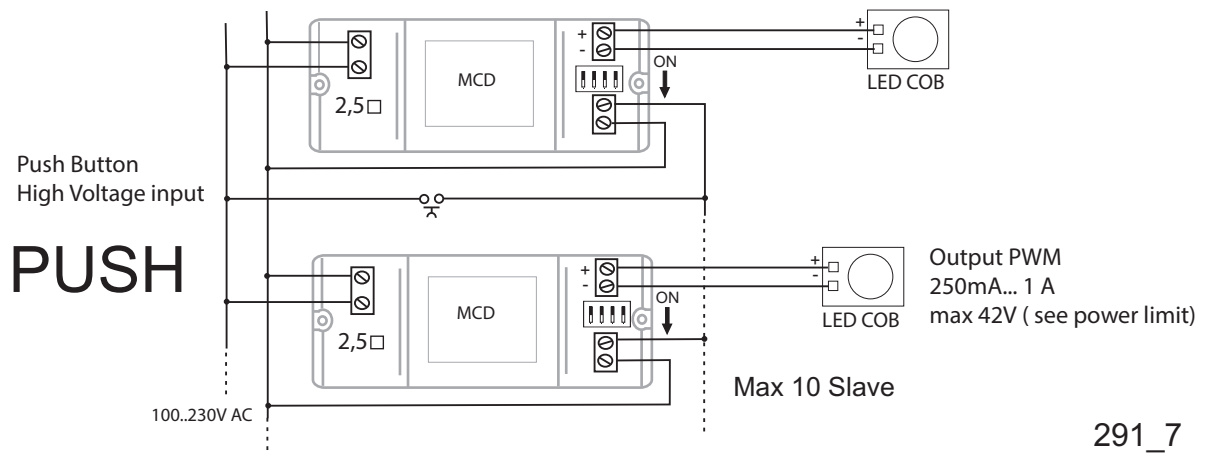 +
-
ON
MCD
LED COB
2,5□
Push Button
High Voltage input
PUSH
+
-
ON
MCD
2,5□
+
-
LED COB
Output PWM
250mA... 1 A
max 42V ( see power limit)
+
-
Max 10 Slave
100..230V AC
291_7